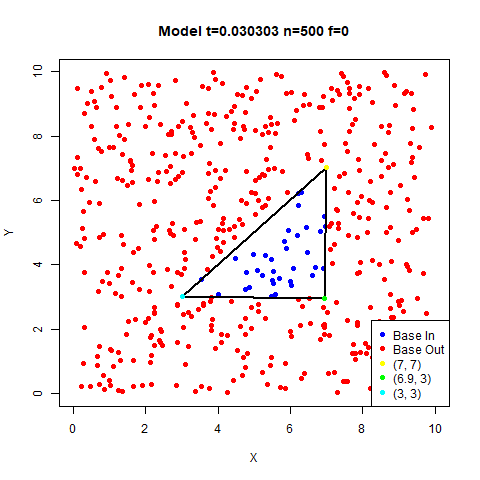 Model t=0.030303 n=500 f=0
10
8
6
4
2
0
Y
0 2 4 6 8 10
X
Base In
Base Out
(7, 7)
(6.9, 3)
(3, 3)